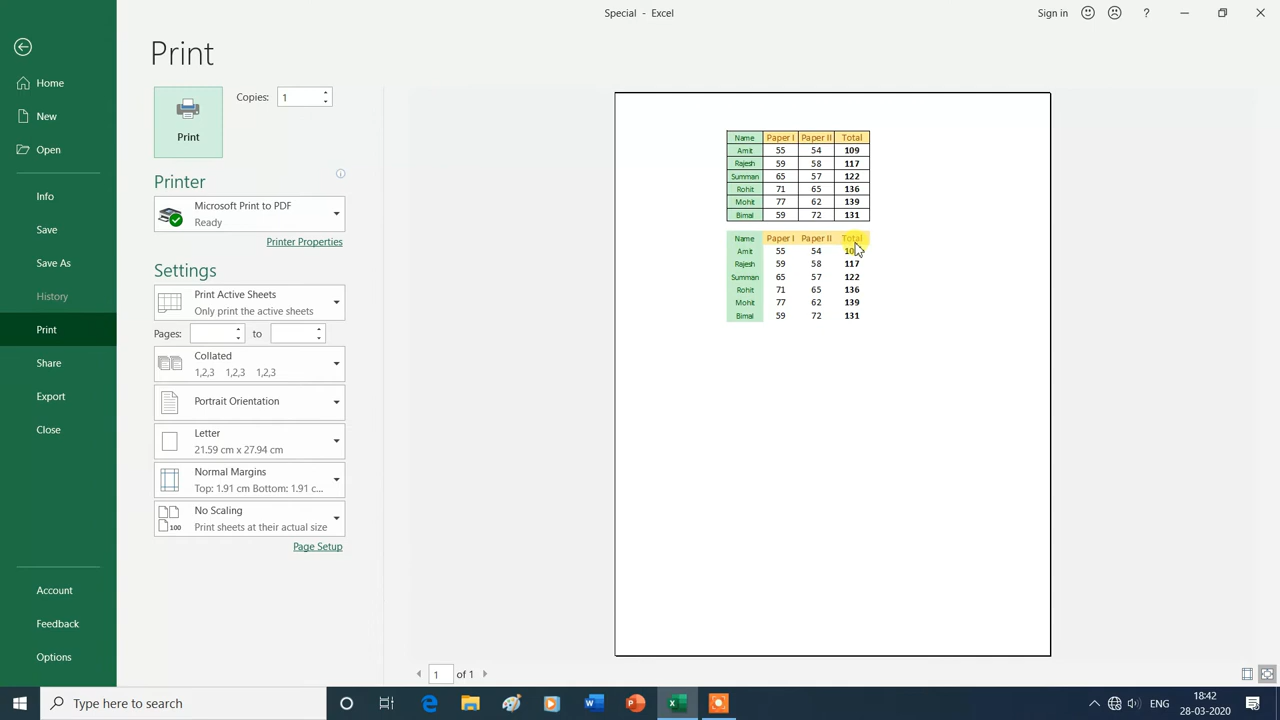 Special - Excel
Sign in
?
Print
Home
New
Open
Info
Save
Save As
History
Print
Share
Export
Close
Account
Feedback
Options
Print
Copies: 1
Printer
Microsoft Print to PDF
Ready
Printer Properties
Settings
Print Active Sheets
Only print the active sheets
Pages: to
Collated
1,2,3 1,2,3 1,2,3
Portrait Orientation
Letter
21.59 cm x 27.94 cm
Normal Margins
Top: 1.91 cm Bottom: 1.91 c...
No Scaling
100
Print sheets at their actual size
Page Setup
Name Paper I Paper II Total
Amit 55 54 109
Rajesh 59 58 117
Summan 65 57 122
Rohit 71 65 136
Mohit 77 62 139
Bimal 59 72 131
Name Paper I Paper II Total
Amit 55 54
Rajesh 59 58 117
Summan 65 57 122
Rohit 71 65 136
Mohit 77 62 139
Bimal 59 72 131
1 of 1
Type here to search
ENG
18:42
28-03-2020